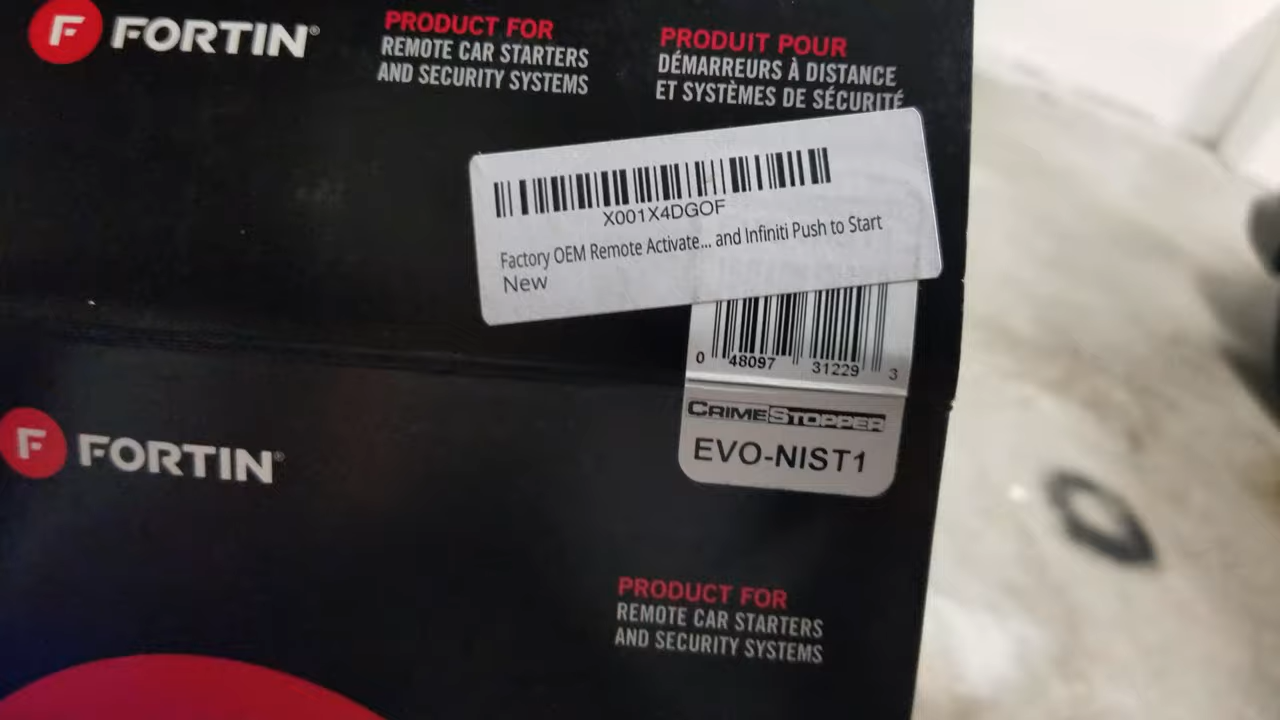 FORTIN®
PRODUCT FOR
REMOTE CAR STARTERS
AND SECURITY SYSTEMS
PRODUIT POUR
DÉMARREURS À DISTANCE
ET SYSTÈMES DE SÉCURITÉ
X001X4DGOF
Factory OEM Remote Activate... and Infiniti Push to Start
New
0 48097 31229 3
CRIMESTOPPER
EVO-NIST1
FORTIN®
PRODUCT FOR
REMOTE CAR STARTERS
AND SECURITY SYSTEMS